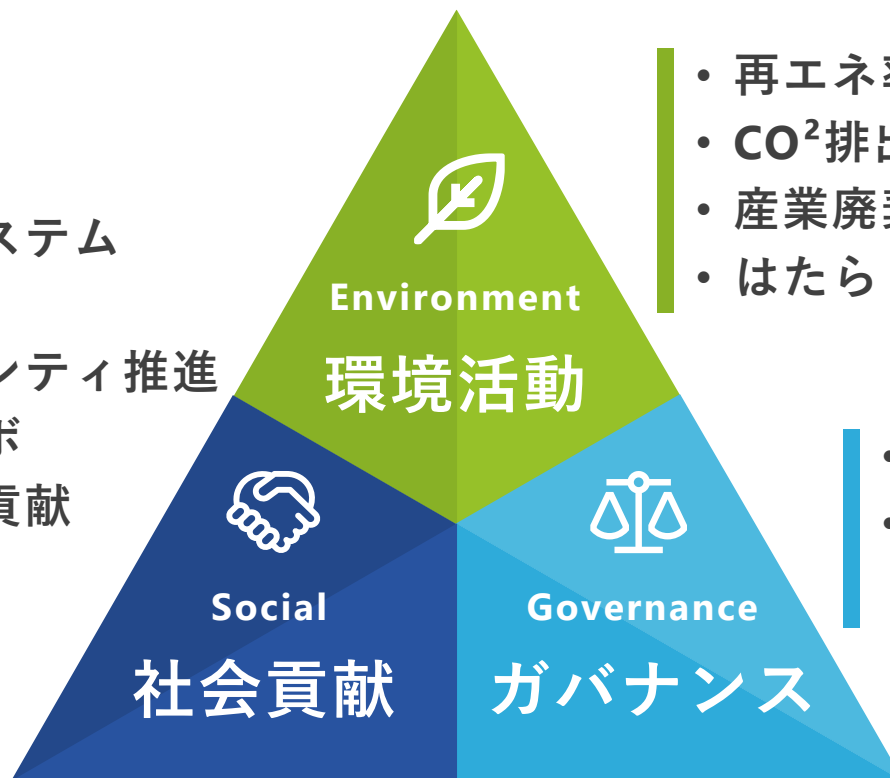 ステム
ンティ推進
ボ
貢献
Environment
環境活動
Social
社会貢献
Governance
ガバナンス
• 再エネ
• CO²排出
• 産業廃
• はたら